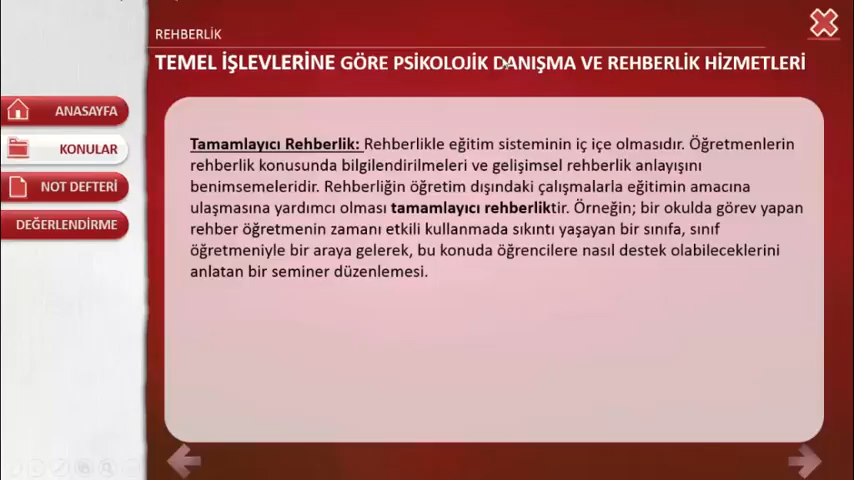 REHBERLİK
TEMEL İŞLEVLERİNE GÖRE PSİKOLOJİK DANIŞMA VE REHBERLİK HİZMETLERİ
ANASAYFA
KONULAR
NOT DEFTERİ
DEĞERLENDİRME
Tamamlayıcı Rehberlik: Rehberlikle eğitim sisteminin iç içe olmasıdır. Öğretmenlerin
rehberlik konusunda bilgilendirilmeleri ve gelişimsel rehberlik anlayışını
benimsemeleridir. Rehberliğin öğretim dışındaki çalışmalarla eğitimin amacına
ulaşmasına yardımcı olması tamamlayıcı rehberliktir. Örneğin; bir okulda görev yapan
rehber öğretmenin zamanı etkili kullanmada sıkıntı yaşayan bir sınıfa, sınıf
öğretmeniyle bir araya gelerek, bu konuda öğrencilere nasıl destek olabileceklerini
anlatan bir seminer düzenlemesi.